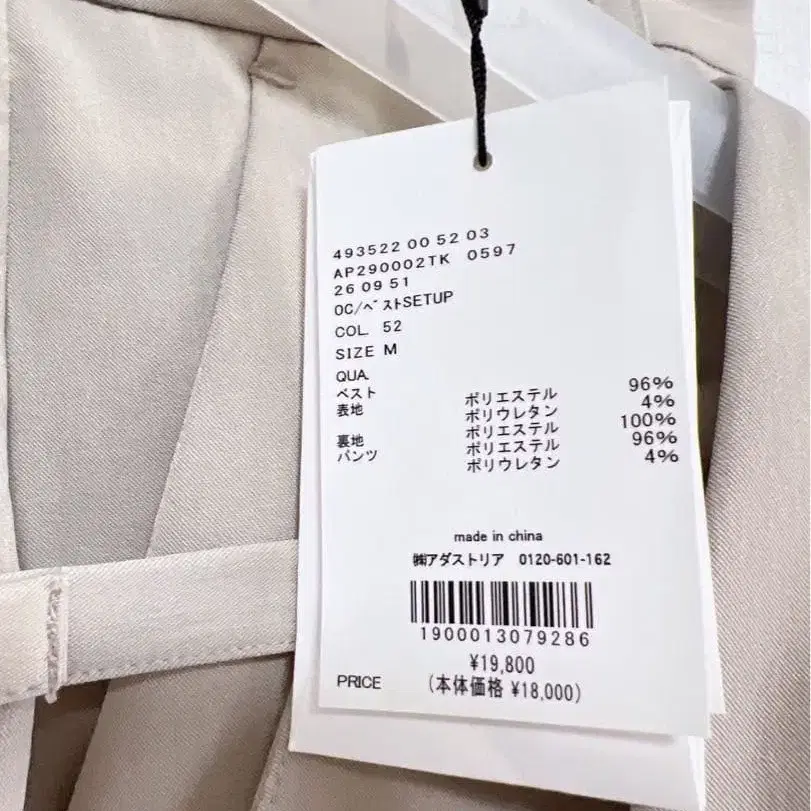 493522 00 52 03
AP290002TK 0597
26 09 51
OC/ベストSETUP
COL. 52
SIZE M
QUA.
ベスト
表地 ポリエステル 96%
ポリウレタン 4%
裏地 ポリエステル 100%
パンツ ポリエステル 96%
ポリウレタン 4%
made in china
㈱アダストリア 0120-601-162
1900013079286
¥19,800
PRICE (本体価格 ¥18,000)